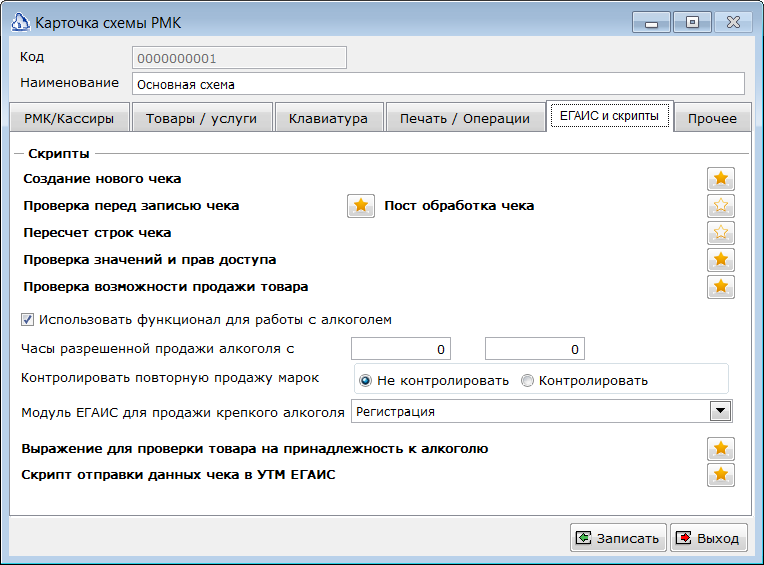 Карточка схемы РМК
Код 0000000001
Наименование Основная схема
РМК/Кассиры Товары / услуги Клавиатура Печать / Операции ЕГАИС и скрипты Прочее
Скрипты
Создание нового чека
Проверка перед записью чека Пост обработка чека
Пересчет строк чека
Проверка значений и прав доступа
Проверка возможности продажи товара
Использовать функционал для работы с алкоголем
Часы разрешенной продажи алкоголя с 0 0
Контролировать повторную продажу марок Не контролировать Контролировать
Модуль ЕГАИС для продажи крепкого алкоголя Регистрация
Выражение для проверки товара на принадлежность к алкоголю
Скрипт отправки данных чека в УТМ ЕГАИС
Записать Выход